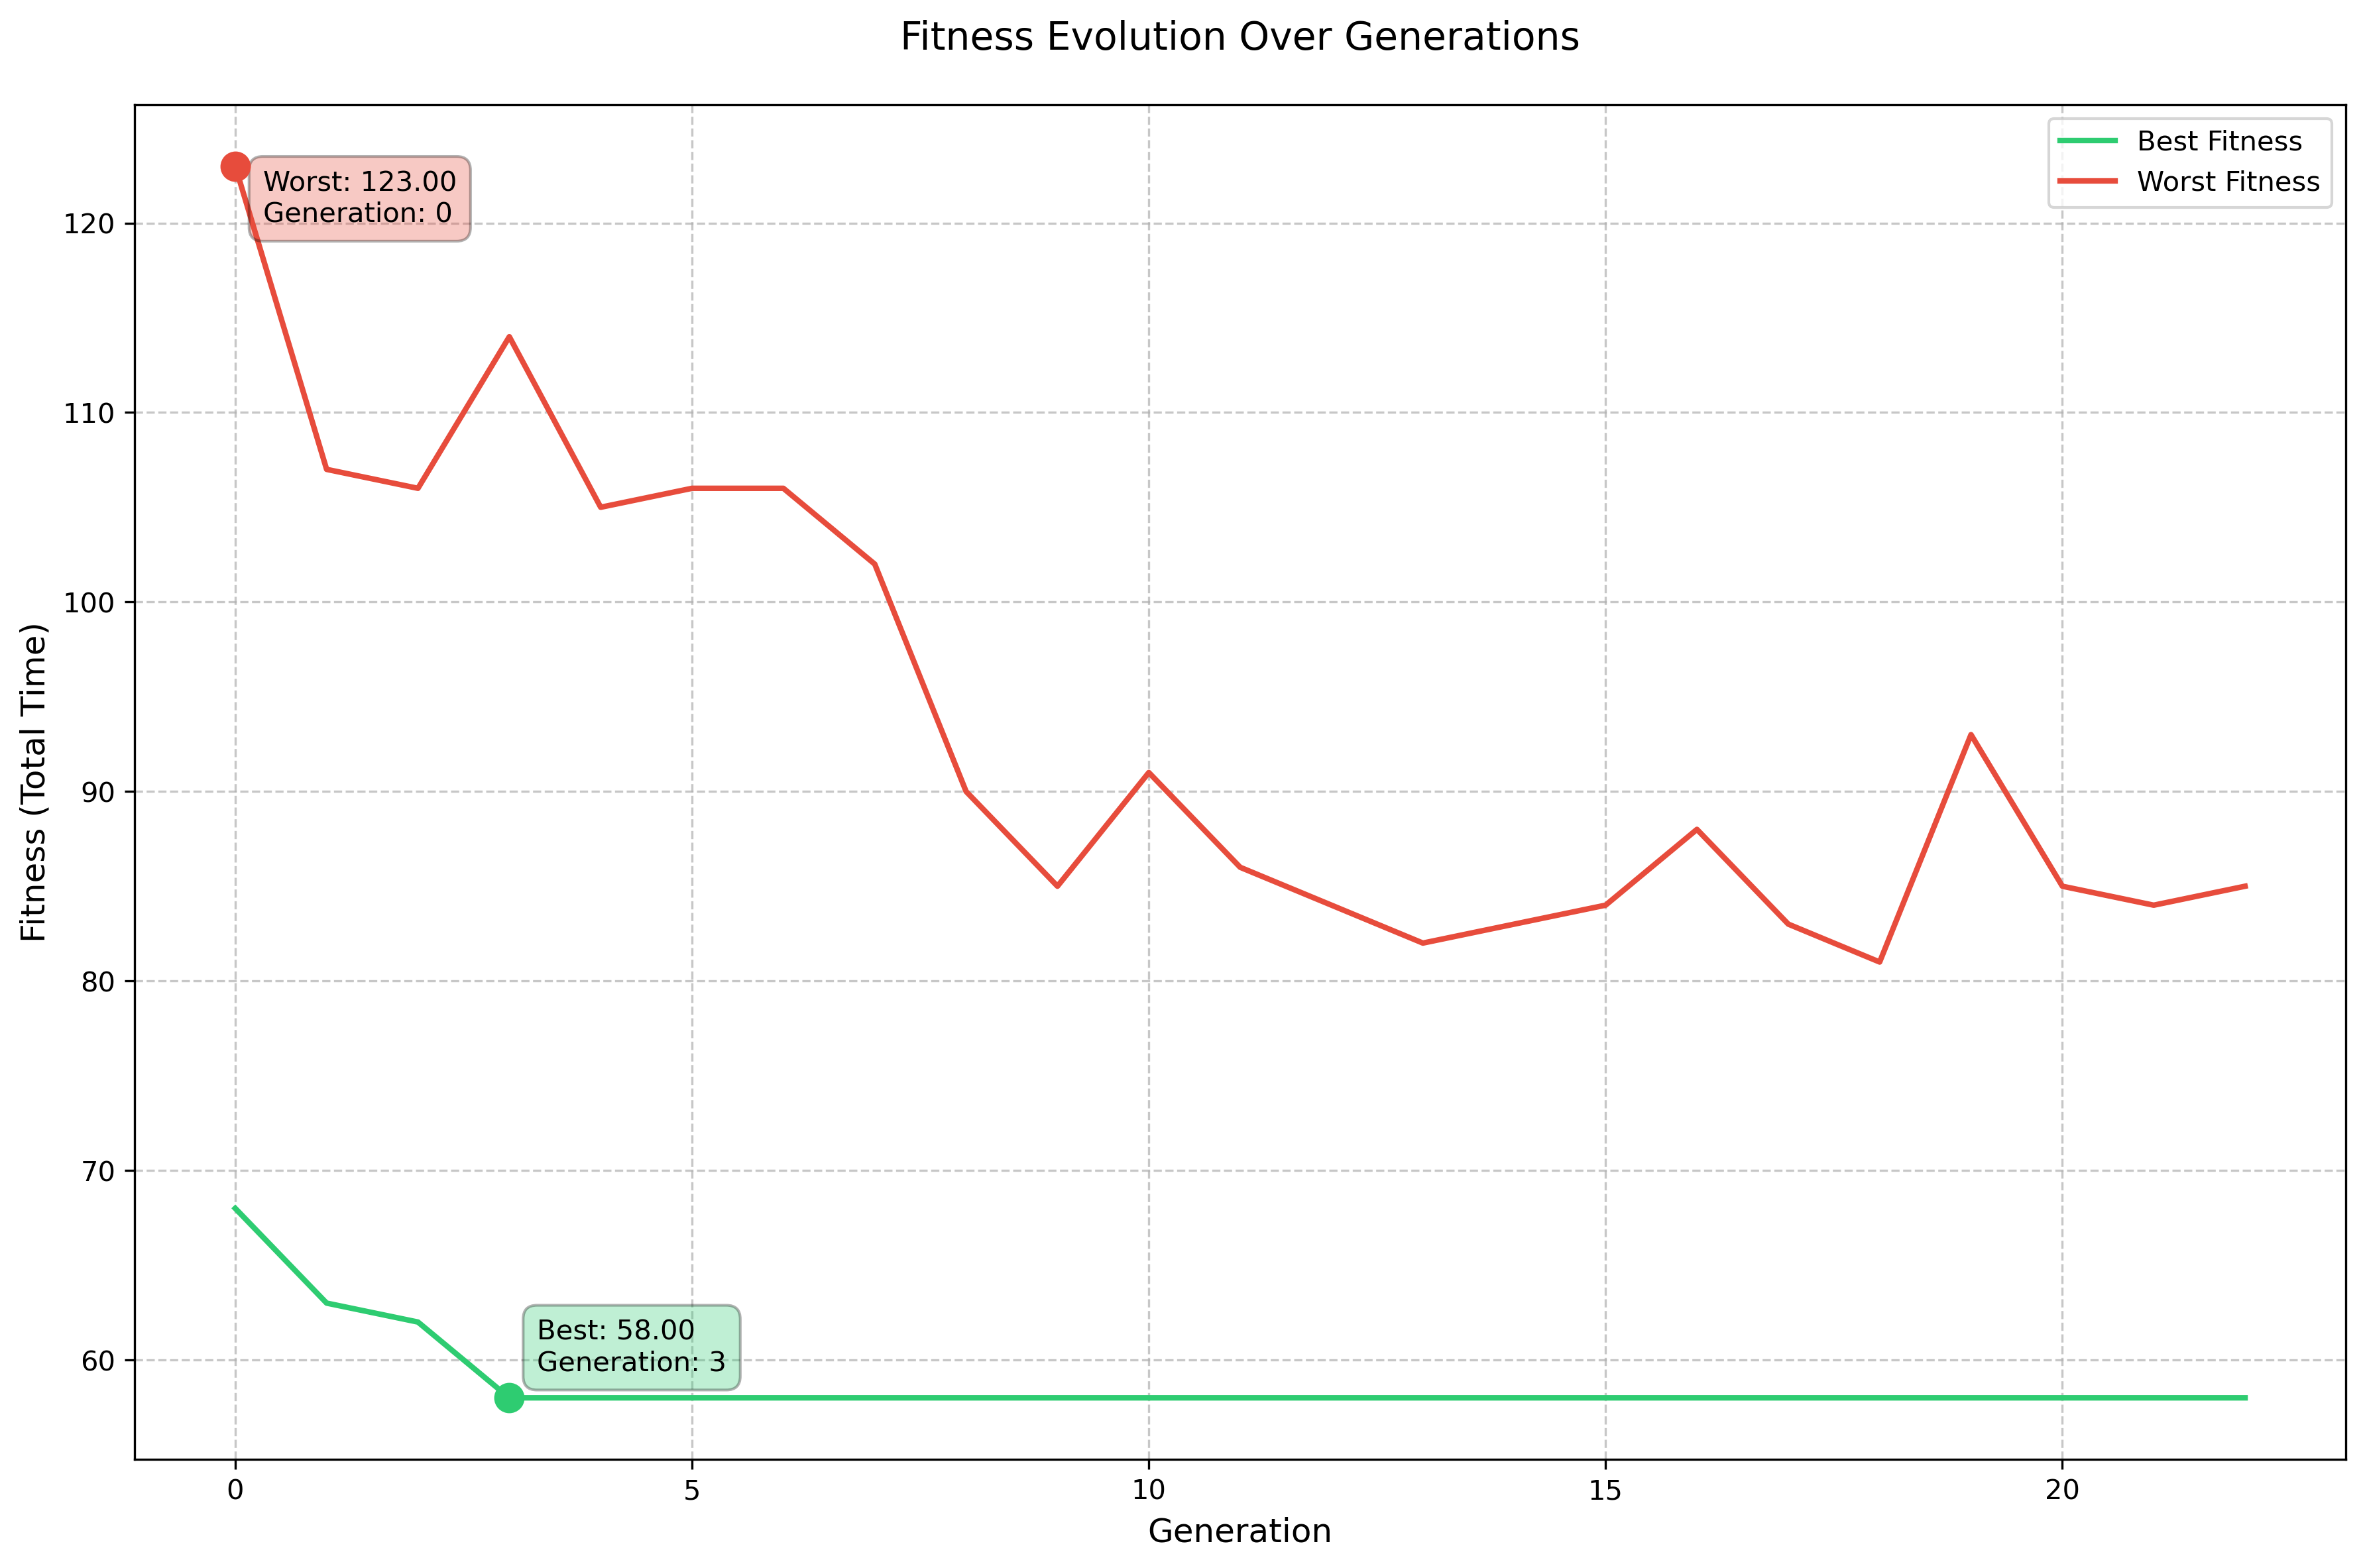 Fitness Evolution Over Generations
Best Fitness
Worst Fitness
Worst: 123.00
Generation: 0
120
110
100
90
80
70
60
Fitness (Total Time)
Best: 58.00
Generation: 3
0
5
10
15
20
Generation